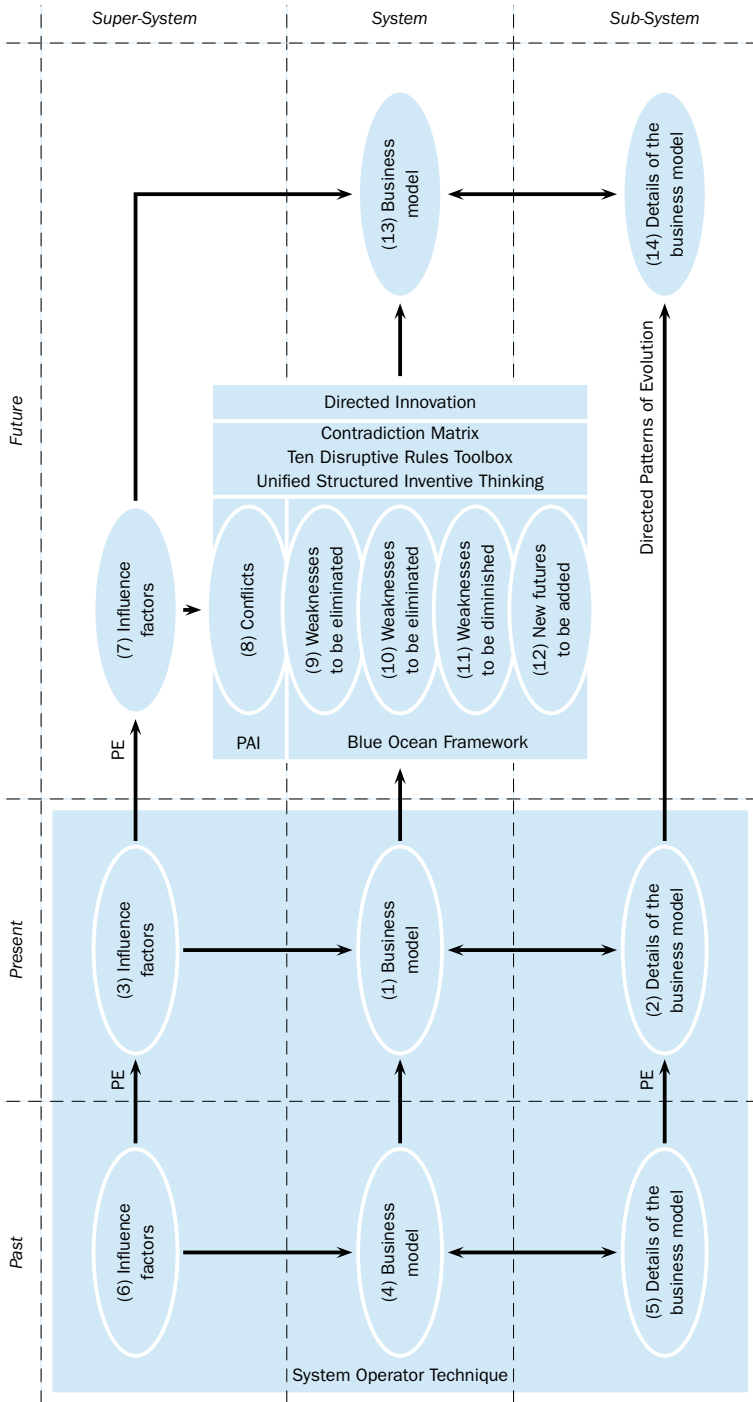 Super-System
System
Sub-System
Future
Present
Past
(7) Influence
factors
(13) Business
model
(14) Details of the
business model
Directed Innovation
Contradiction Matrix
Ten Disruptive Rules Toolbox
Unified Structured Inventive Thinking
(8) Conflicts
(9) Weaknesses
to be eliminated
(10) Weaknesses
to be eliminated
(11) Weaknesses
to be diminished
(12) New futures
to be added
PAI
Blue Ocean Framework
Directed Patterns of Evolution
PE
(3) Influence
factors
(1) Business
model
(2) Details of the
business model
PE
PE
(6) Influence
factors
(4) Business
model
(5) Details of the
business model
System Operator Technique